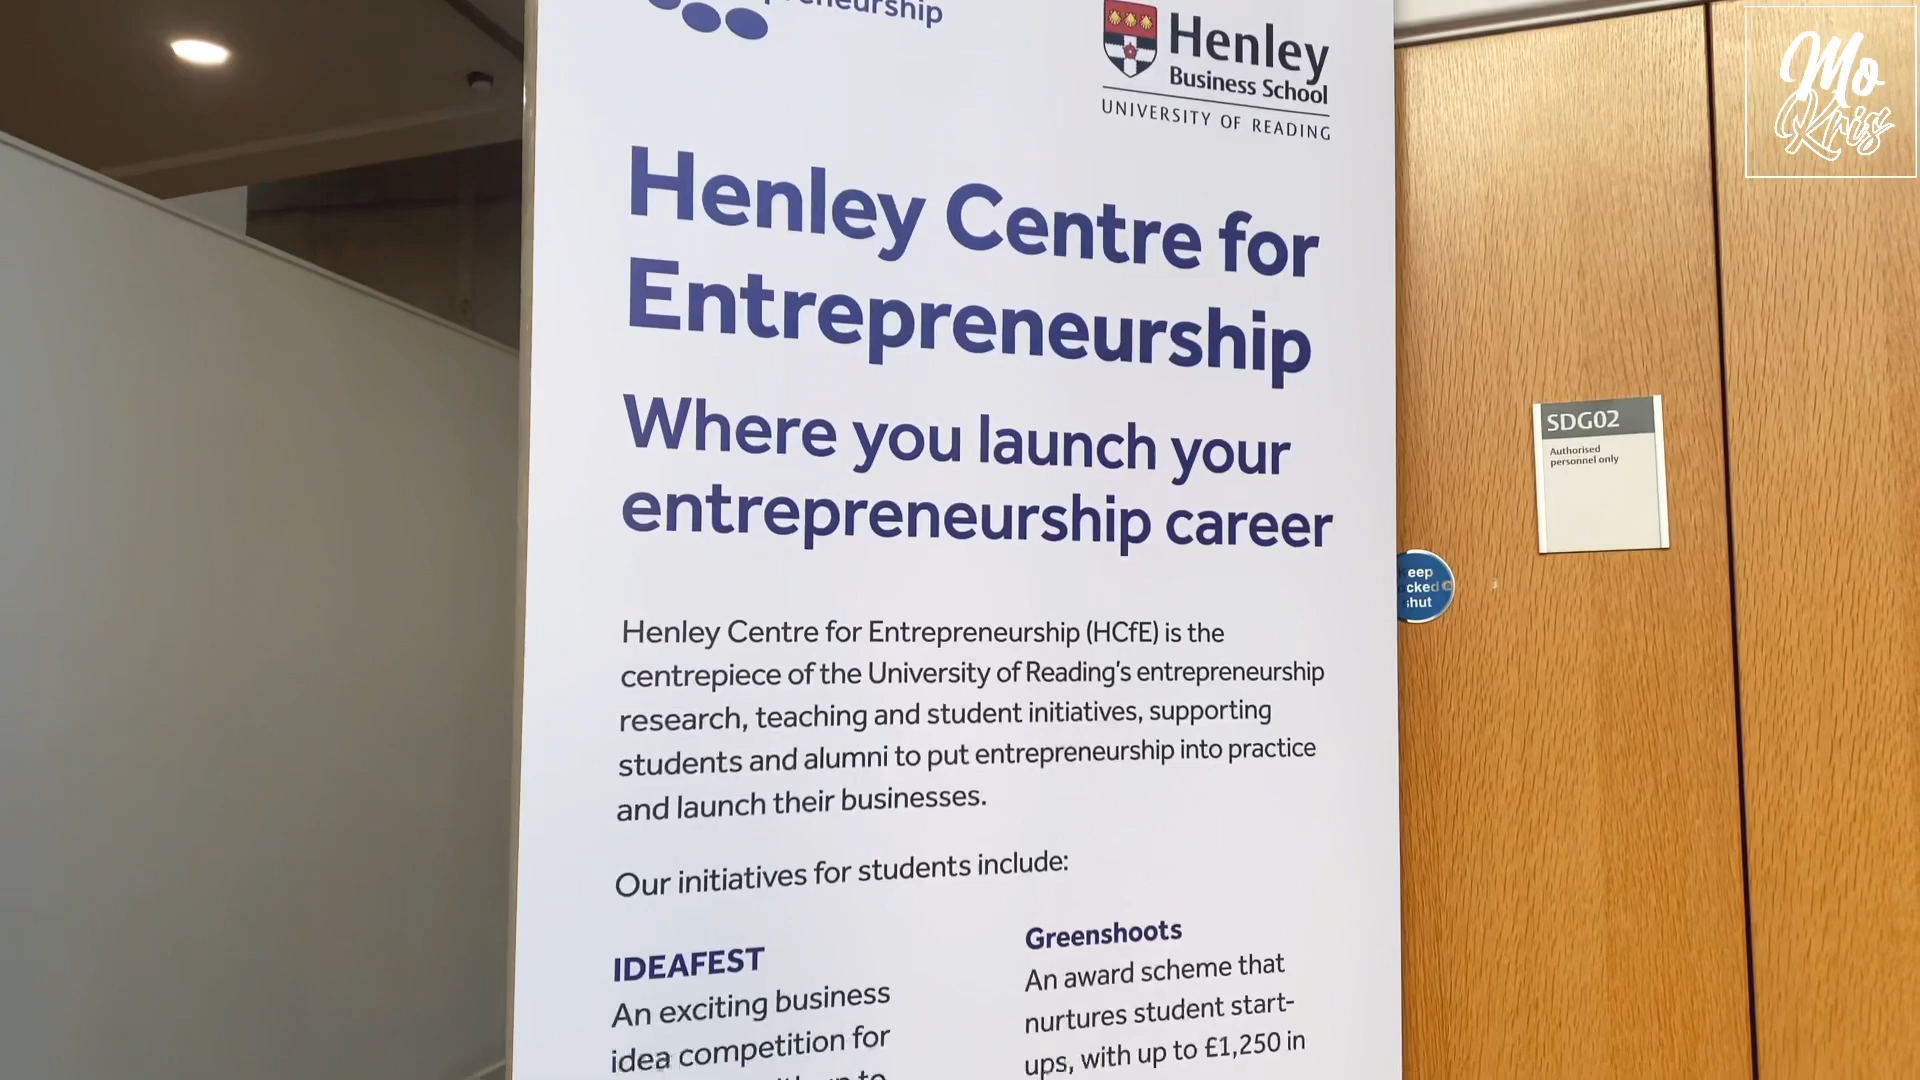 Henley
Business School
UNIVERSITY OF READING
Henley Centre for
Entrepreneurship
Where you launch your
entrepreneurship career
Henley Centre for Entrepreneurship (HCfE) is the
centrepiece of the University of Reading's entrepreneurship
research, teaching and student initiatives, supporting
students and alumni to put entrepreneurship into practice
and launch their businesses.
Our initiatives for students include:
IDEAFEST
An exciting business
idea competition for
Greenshoots
An award scheme that
nurtures student start-
ups, with up to £1,250 in
SDG02
Authorised
personnel only
shut
Mo
Kris